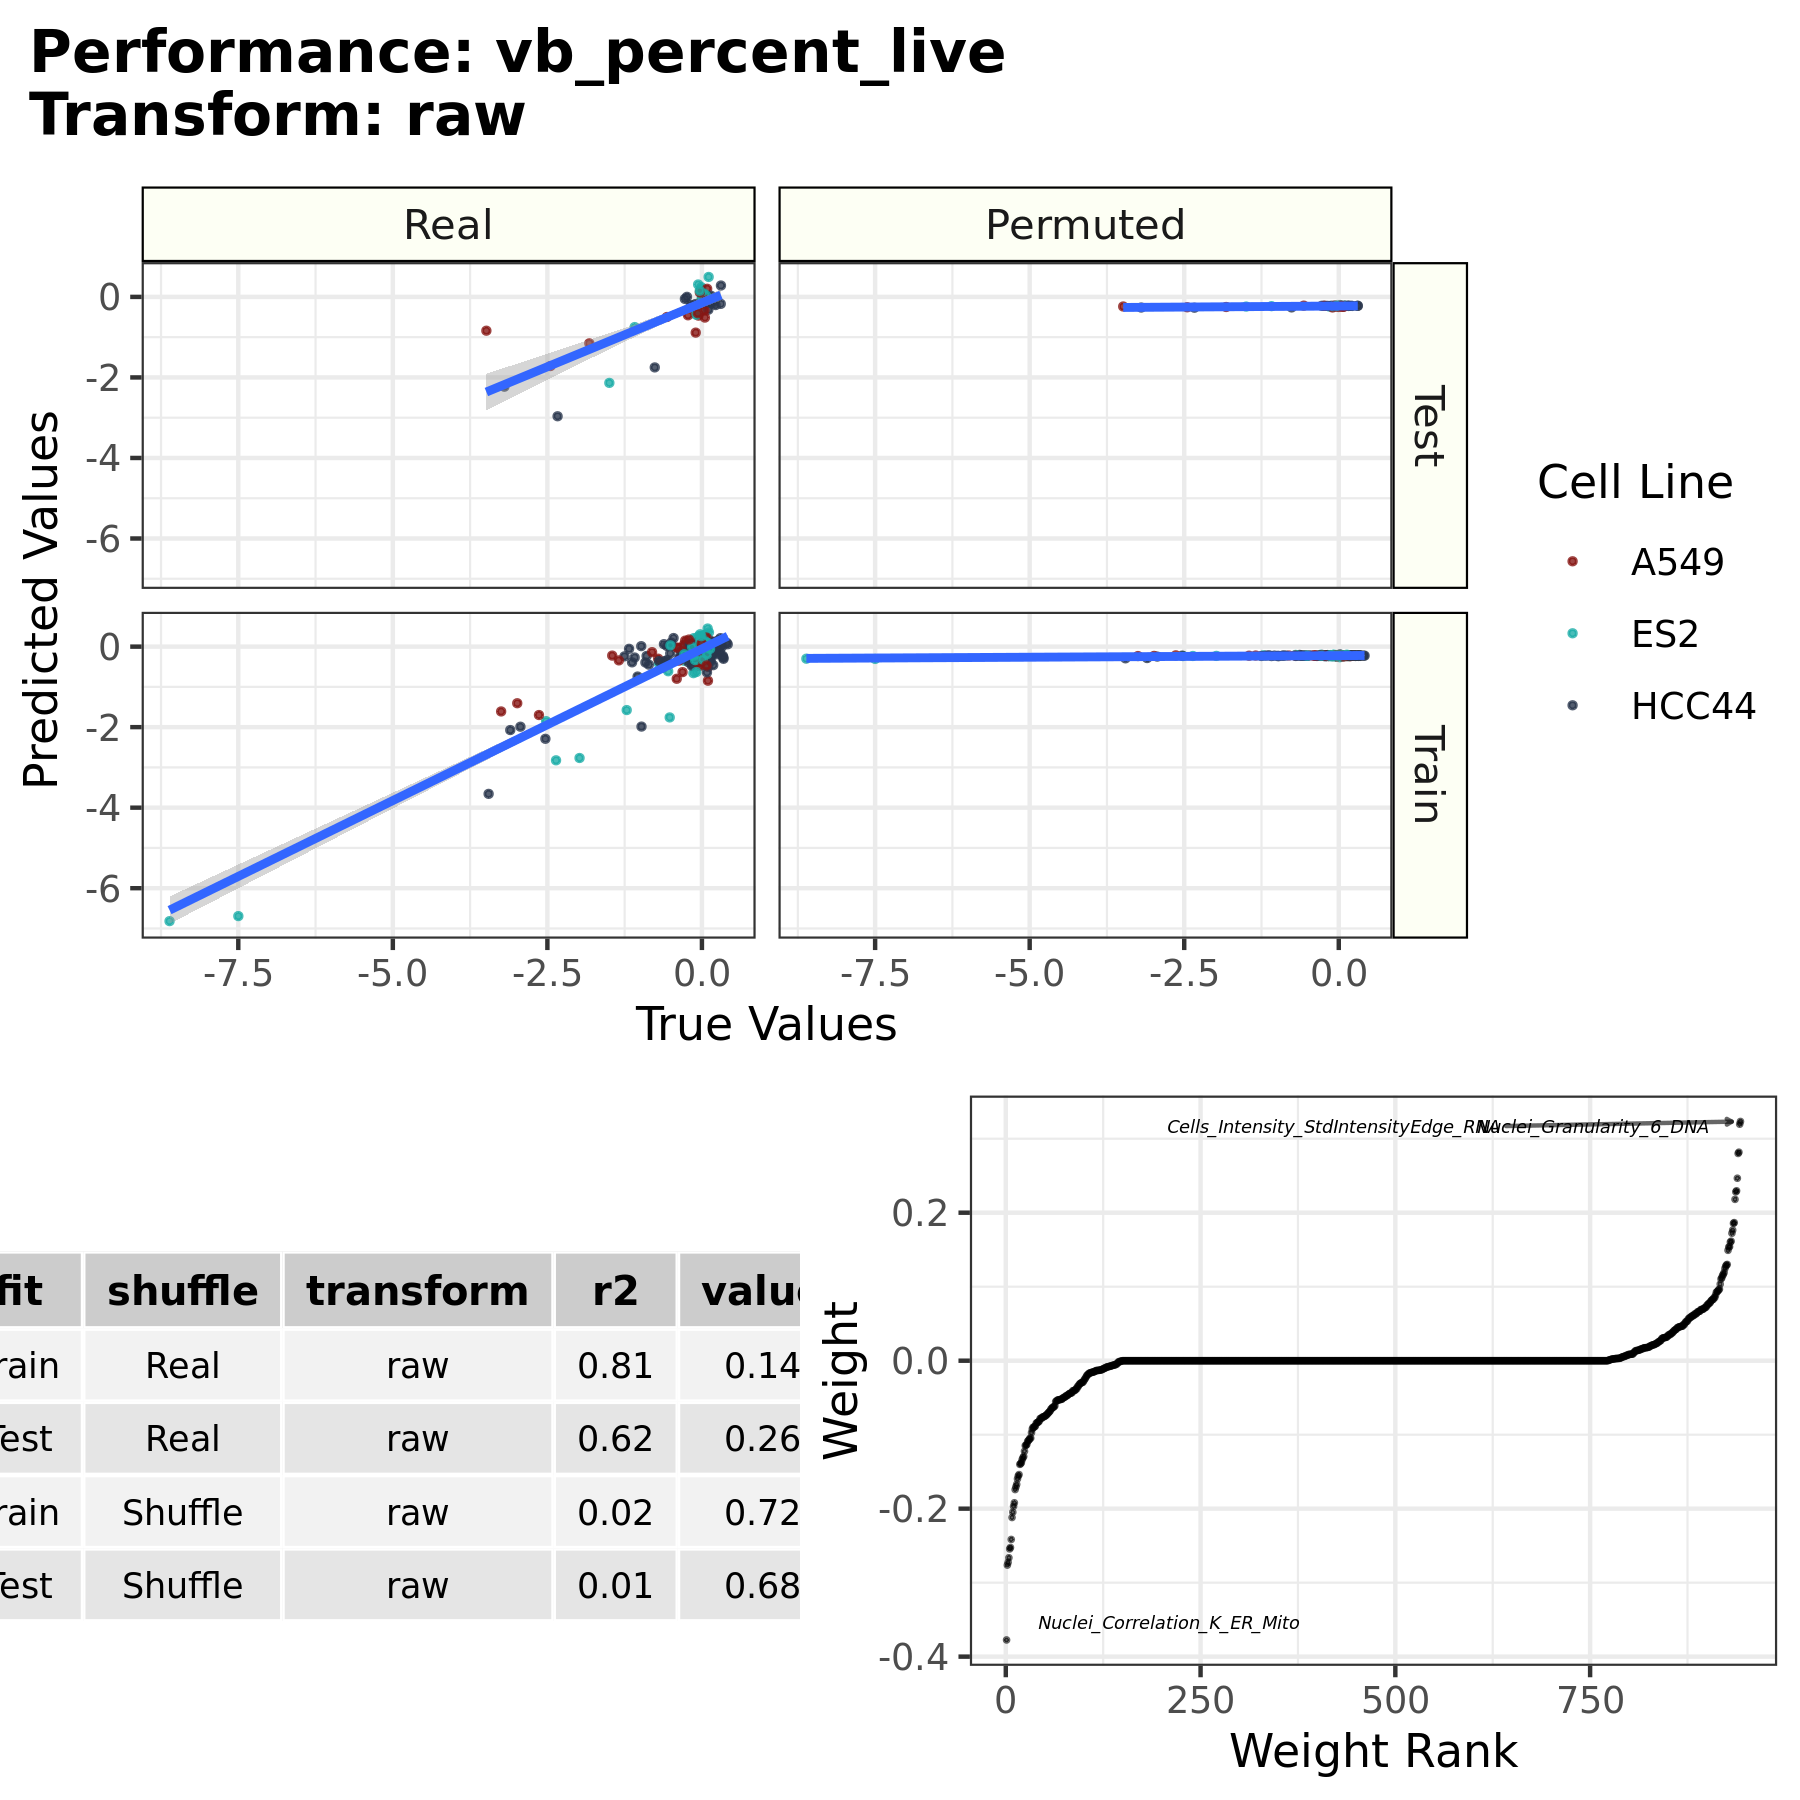 Performance: vb_percent_live
Transform: raw
Real
Permuted
Test
Train
0
-2
-4
-6
0
-2
-4
-6
Predicted Values
-7.5 -5.0 -2.5 0.0
-7.5 -5.0 -2.5 0.0
True Values
Cell Line
A549
ES2
HCC44
fit shuffle transform r2 value
rain Real raw 0.81 0.14
Test Real raw 0.62 0.26
rain Shuffle raw 0.02 0.72
Test Shuffle raw 0.01 0.68
Cells_Intensity_StdIntensityEdge_RNA
Nuclei_Granularity_6_DNA
Nuclei_Correlation_K_ER_Mito
0.2
0.0
-0.2
-0.4
Weight
0 250 500 750
Weight Rank